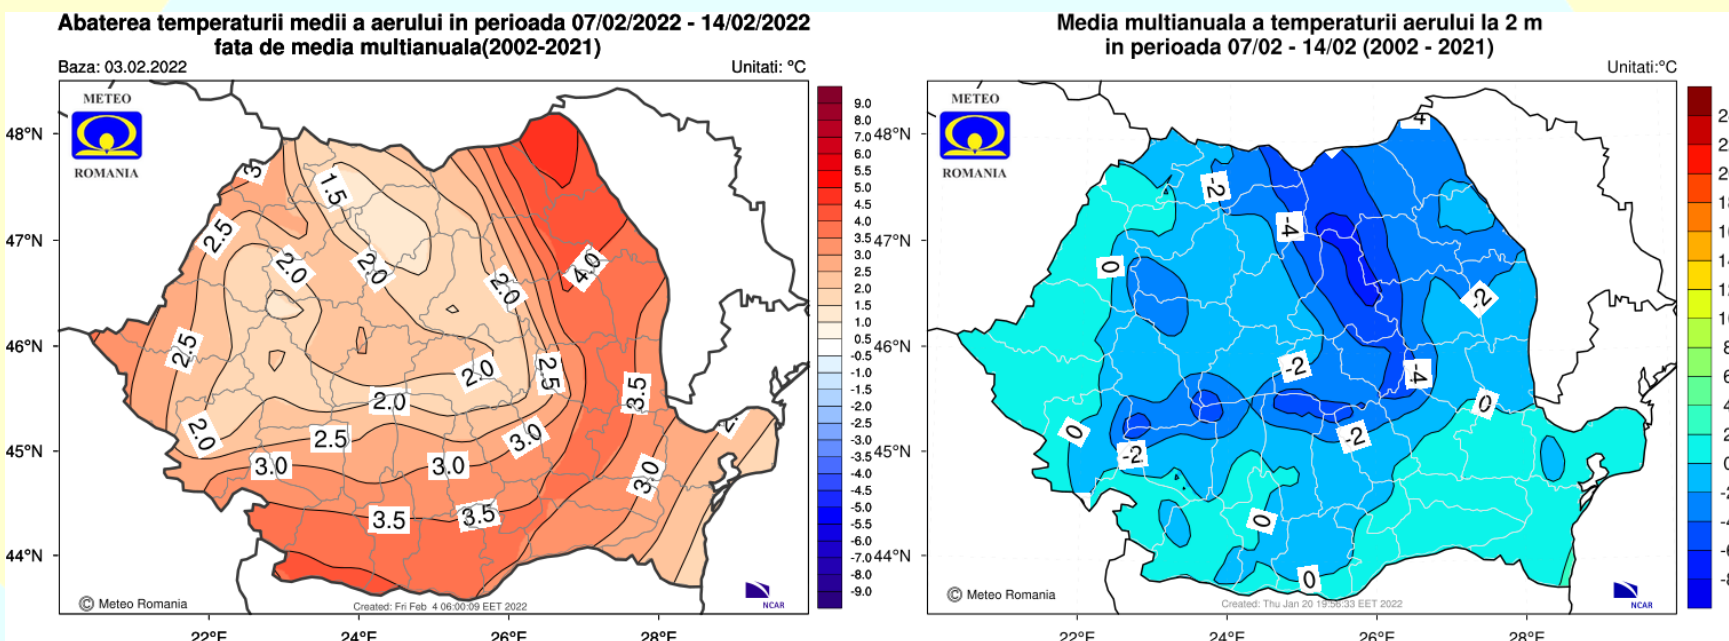 Abaterea temperaturii medii a aerului in perioada 07/02/2022 - 14/02/2022
fata de media multianuala(2002-2021)
Baza: 03.02.2022
Unitati: °C
METEO
ROMANIA
48°N
47°N
46°N
45°N
44°N
22°E
24°E
26°E
28°E
3
1.5
2.5
2.0
2.0
2.0
4.0
2.5
2.0
2.5
3.5
2.0
2.0
2.5
3.0
3.0
3.0
3.0
3.5
3.5
9.0
8.0
7.0
6.0
5.5
5.0
4.5
4.0
3.5
3.0
2.5
2.0
1.5
1.0
0.5
-0.5
-1.0
-1.5
-2.0
-2.5
-3.0
-3.5
-4.0
-4.5
-5.0
-5.5
-6.0
-7.0
-8.0
-9.0
© Meteo Romania
Created: Fri Feb 4 06:00:09 EET 2022
NCAR
Media multianuala a temperaturii aerului la 2 m
in perioada 07/02 - 14/02 (2002 - 2021)
Unitati:°C
METEO
ROMANIA
48°N
47°N
46°N
45°N
44°N
22°E
24°E
26°E
28°E
-2
-4
0
-2
-2
-4
0
0
-2
-2
0
0
8
6
4
2
0
-2
© Meteo Romania
Created: Thu Jan 20 19:56:33 EET 2022
NCAR